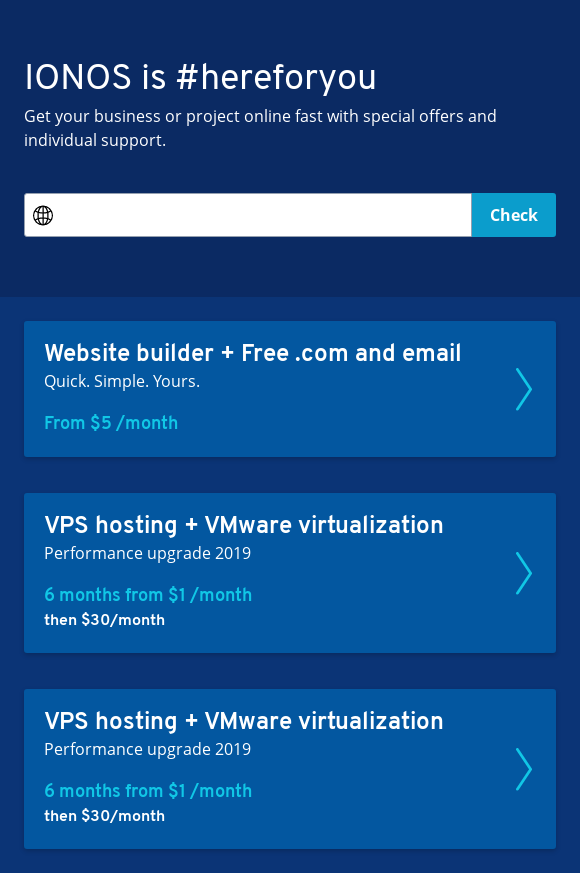 IONOS is #hereforyou
Get your business or project online fast with special offers and
individual support.
Check
Website builder + Free .com and email
Quick. Simple. Yours.
From $5 /month
VPS hosting + VMware virtualization
Performance upgrade 2019
6 months from $1 /month
then $30/month
VPS hosting + VMware virtualization
Performance upgrade 2019
6 months from $1 /month
then $30/month